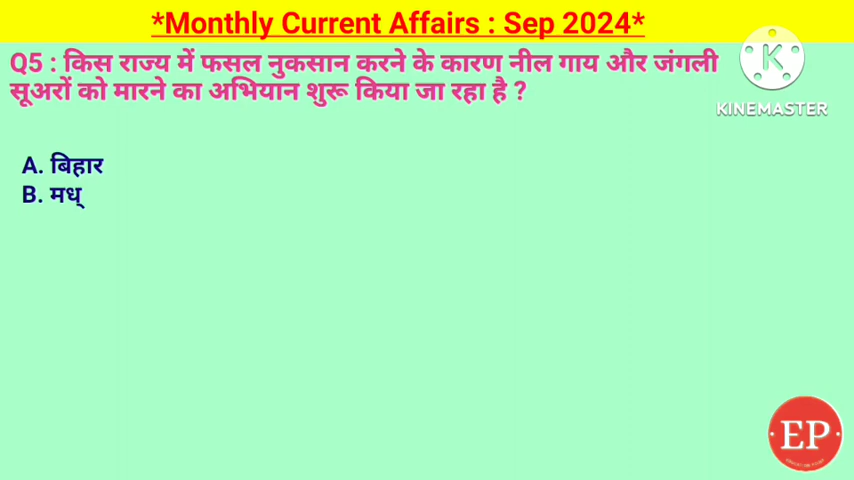 *Monthly Current Affairs : Sep 2024*
Q5 : किस राज्य में फसल नुकसान करने के कारण नील गाय और जंगली
सूअरों को मारने का अभियान शुरू किया जा रहा है ?
KINEMASTER
A. बिहार
B. मध्
EP